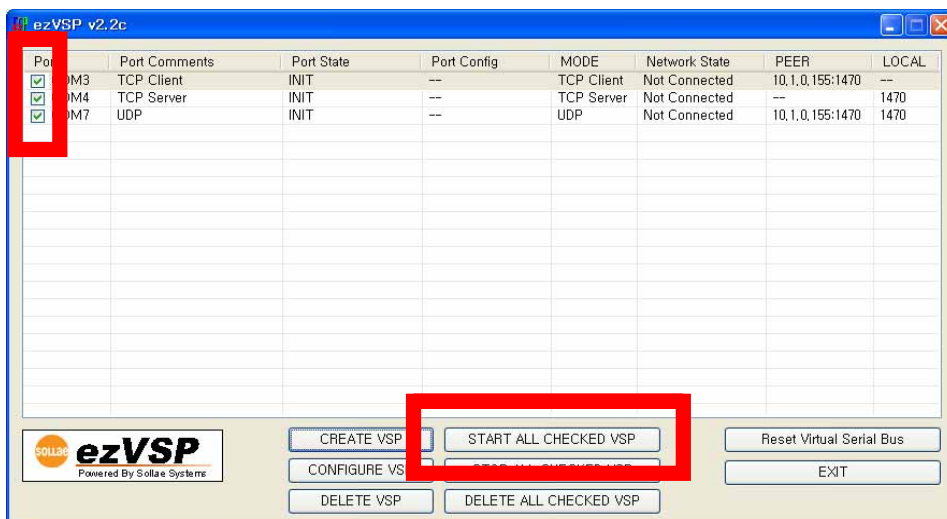 ezVSP v2.2c
Port Comments Port State Port Config MODE Network State PEER LOCAL
TCP Client INIT -- TCP Client Not Connected 10,1,0,155:1470 --
TCP Server INIT -- TCP Server Not Connected -- 1470
UDP INIT -- UDP Not Connected 10,1,0,155:1470 1470
CREATE VSP START ALL CHECKED VSP Reset Virtual Serial Bus
SOLLAE ezVSP
Powered By Sollae Systems
CONFIGURE EXIT
DELETE VSP DELETE ALL CHECKED VSP